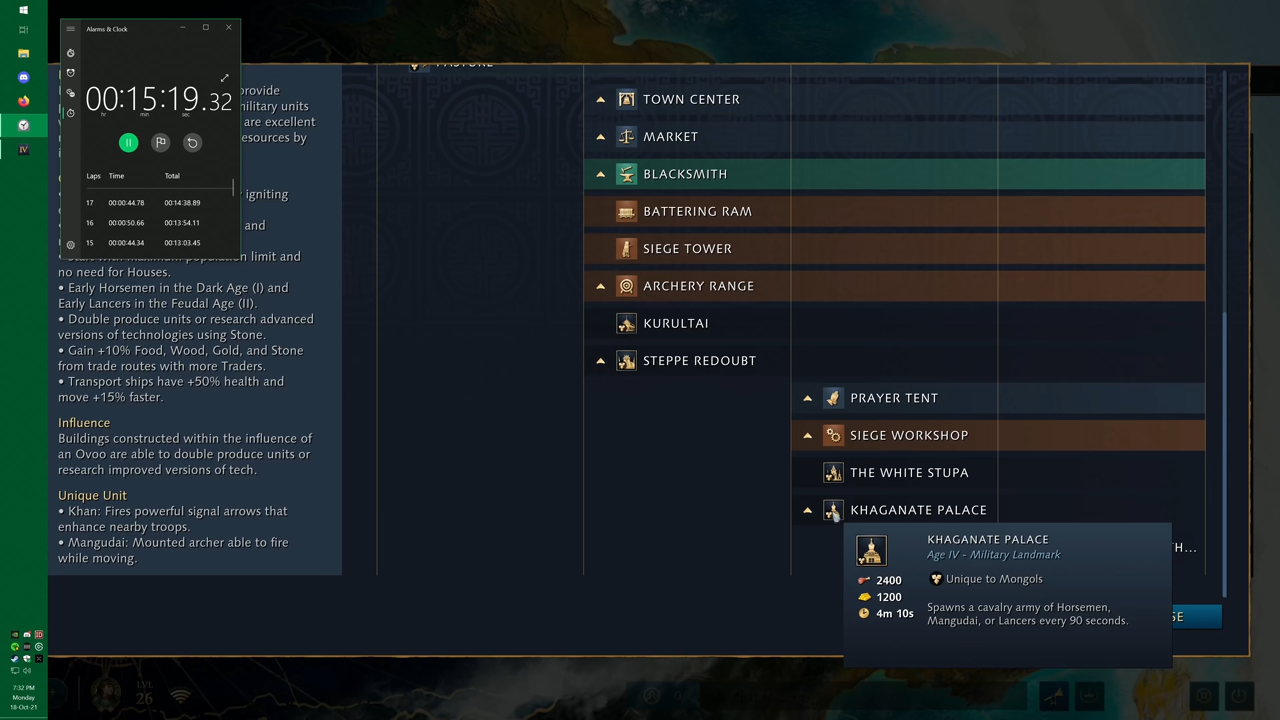 Alarms & Clock
00:15:19.32
hr min sec
Laps Time Total
17 00:00:44.78 00:14:38.89
16 00:00:50.66 00:13:54.11
15 00:00:44.34 00:13:03.45
provide
military units
are excellent
resources by
igniting
and
limit and
no need for Houses.
• Early Horsemen in the Dark Age (I) and
Early Lancers in the Feudal Age (II).
• Double produce units or research advanced
versions of technologies using Stone.
• Gain +10% Food, Wood, Gold, and Stone
from trade routes with more Traders.
• Transport ships have +50% health and
move +15% faster.
Influence
Buildings constructed within the influence of
an Ovoo are able to double produce units or
research improved versions of tech.
Unique Unit
• Khan: Fires powerful signal arrows that
enhance nearby troops.
• Mangudai: Mounted archer able to fire
while moving.
PASTURE
TOWN CENTER
MARKET
BLACKSMITH
BATTERING RAM
SIEGE TOWER
ARCHERY RANGE
KURULTAI
STEPPE REDOUBT
PRAYER TENT
SIEGE WORKSHOP
THE WHITE STUPA
KHAGANATE PALACE
TH...
KHAGANATE PALACE
Age IV - Military Landmark
2400
Unique to Mongols
1200
4m 10s
Spawns a cavalry army of Horsemen,
Mangudai, or Lancers every 90 seconds.
SE
LVL
26
IV
7:32 PM
Monday
18-Oct-21